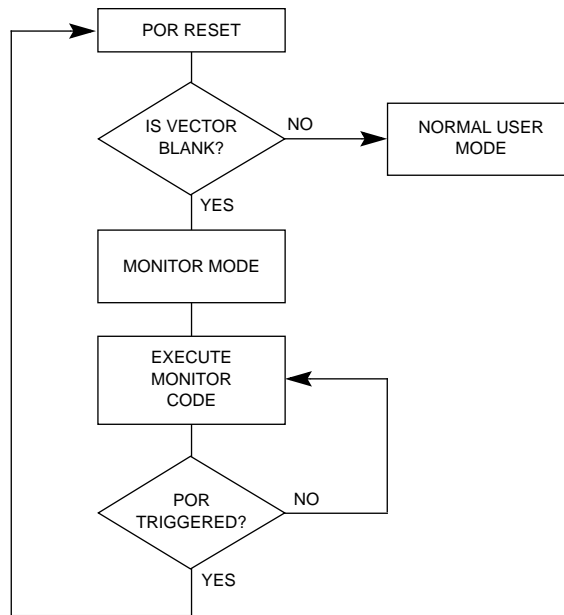 POR RESET
IS VECTOR
BLANK?
NO
NORMAL USER
MODE
YES
MONITOR MODE
EXECUTE
MONITOR
CODE
POR
TRIGGERED?
NO
YES